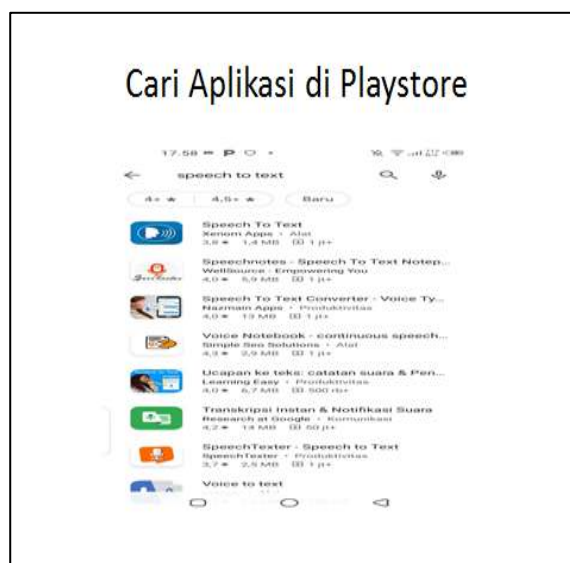 Cari Aplikasi di Playstore
17.58
speech to text
4+ ★
4,5+ ★
Baru
Speech To Text
Xenom Apps • Alat
3,8 ★ 1,4 MB 1 jt+
Speechnotes - Speech To Text Notep...
WellSource - Empowering You
4,0 ★ 5,9 MB 1 jt+
Speech To Text Converter - Voice Ty...
Nazmain Apps • Produktivitas
4,0 ★ 13 MB 1 jt+
Voice Notebook - continuous speech...
Simple Seo Solutions • Alat
4,3 ★ 2,9 MB 1 jt+
Ucapan ke teks: catatan suara & Pen...
Learning Easy • Produktivitas
4,0 ★ 6,7 MB 500 rb+
Transkripsi Instan & Notifikasi Suara
Research at Google • Komunikasi
4,2 ★ 14 MB 50 jt+
SpeechTexter - Speech to Text
SpeechTexter • Produktivitas
3,7 ★ 2,5 MB 1 jt+
Voice to text